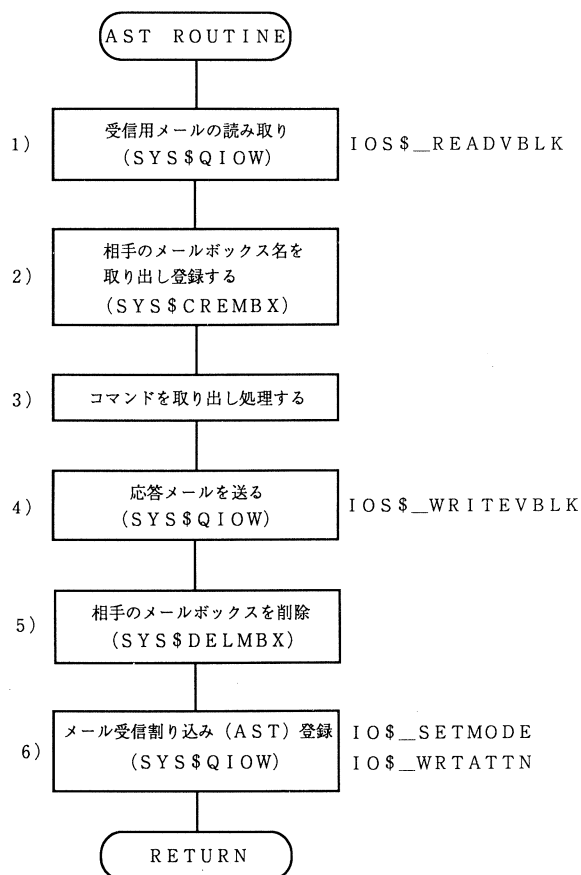 AST ROUTINE
1)
受信用メールの読み取り
(SYS$QIOW)
IOS$_READVBLK
2)
相手のメールボックス名を
取り出し登録する
(SYS$CREMBX)
3)
コマンドを取り出し処理する
4)
応答メールを送る
(SYS$QIOW)
IOS$_WRITEVBLK
5)
相手のメールボックスを削除
(SYS$DELMBX)
6)
メール受信割り込み(AST)登録
(SYS$QIOW)
IO$_SETMODE
IO$_WRTATTN
RETURN